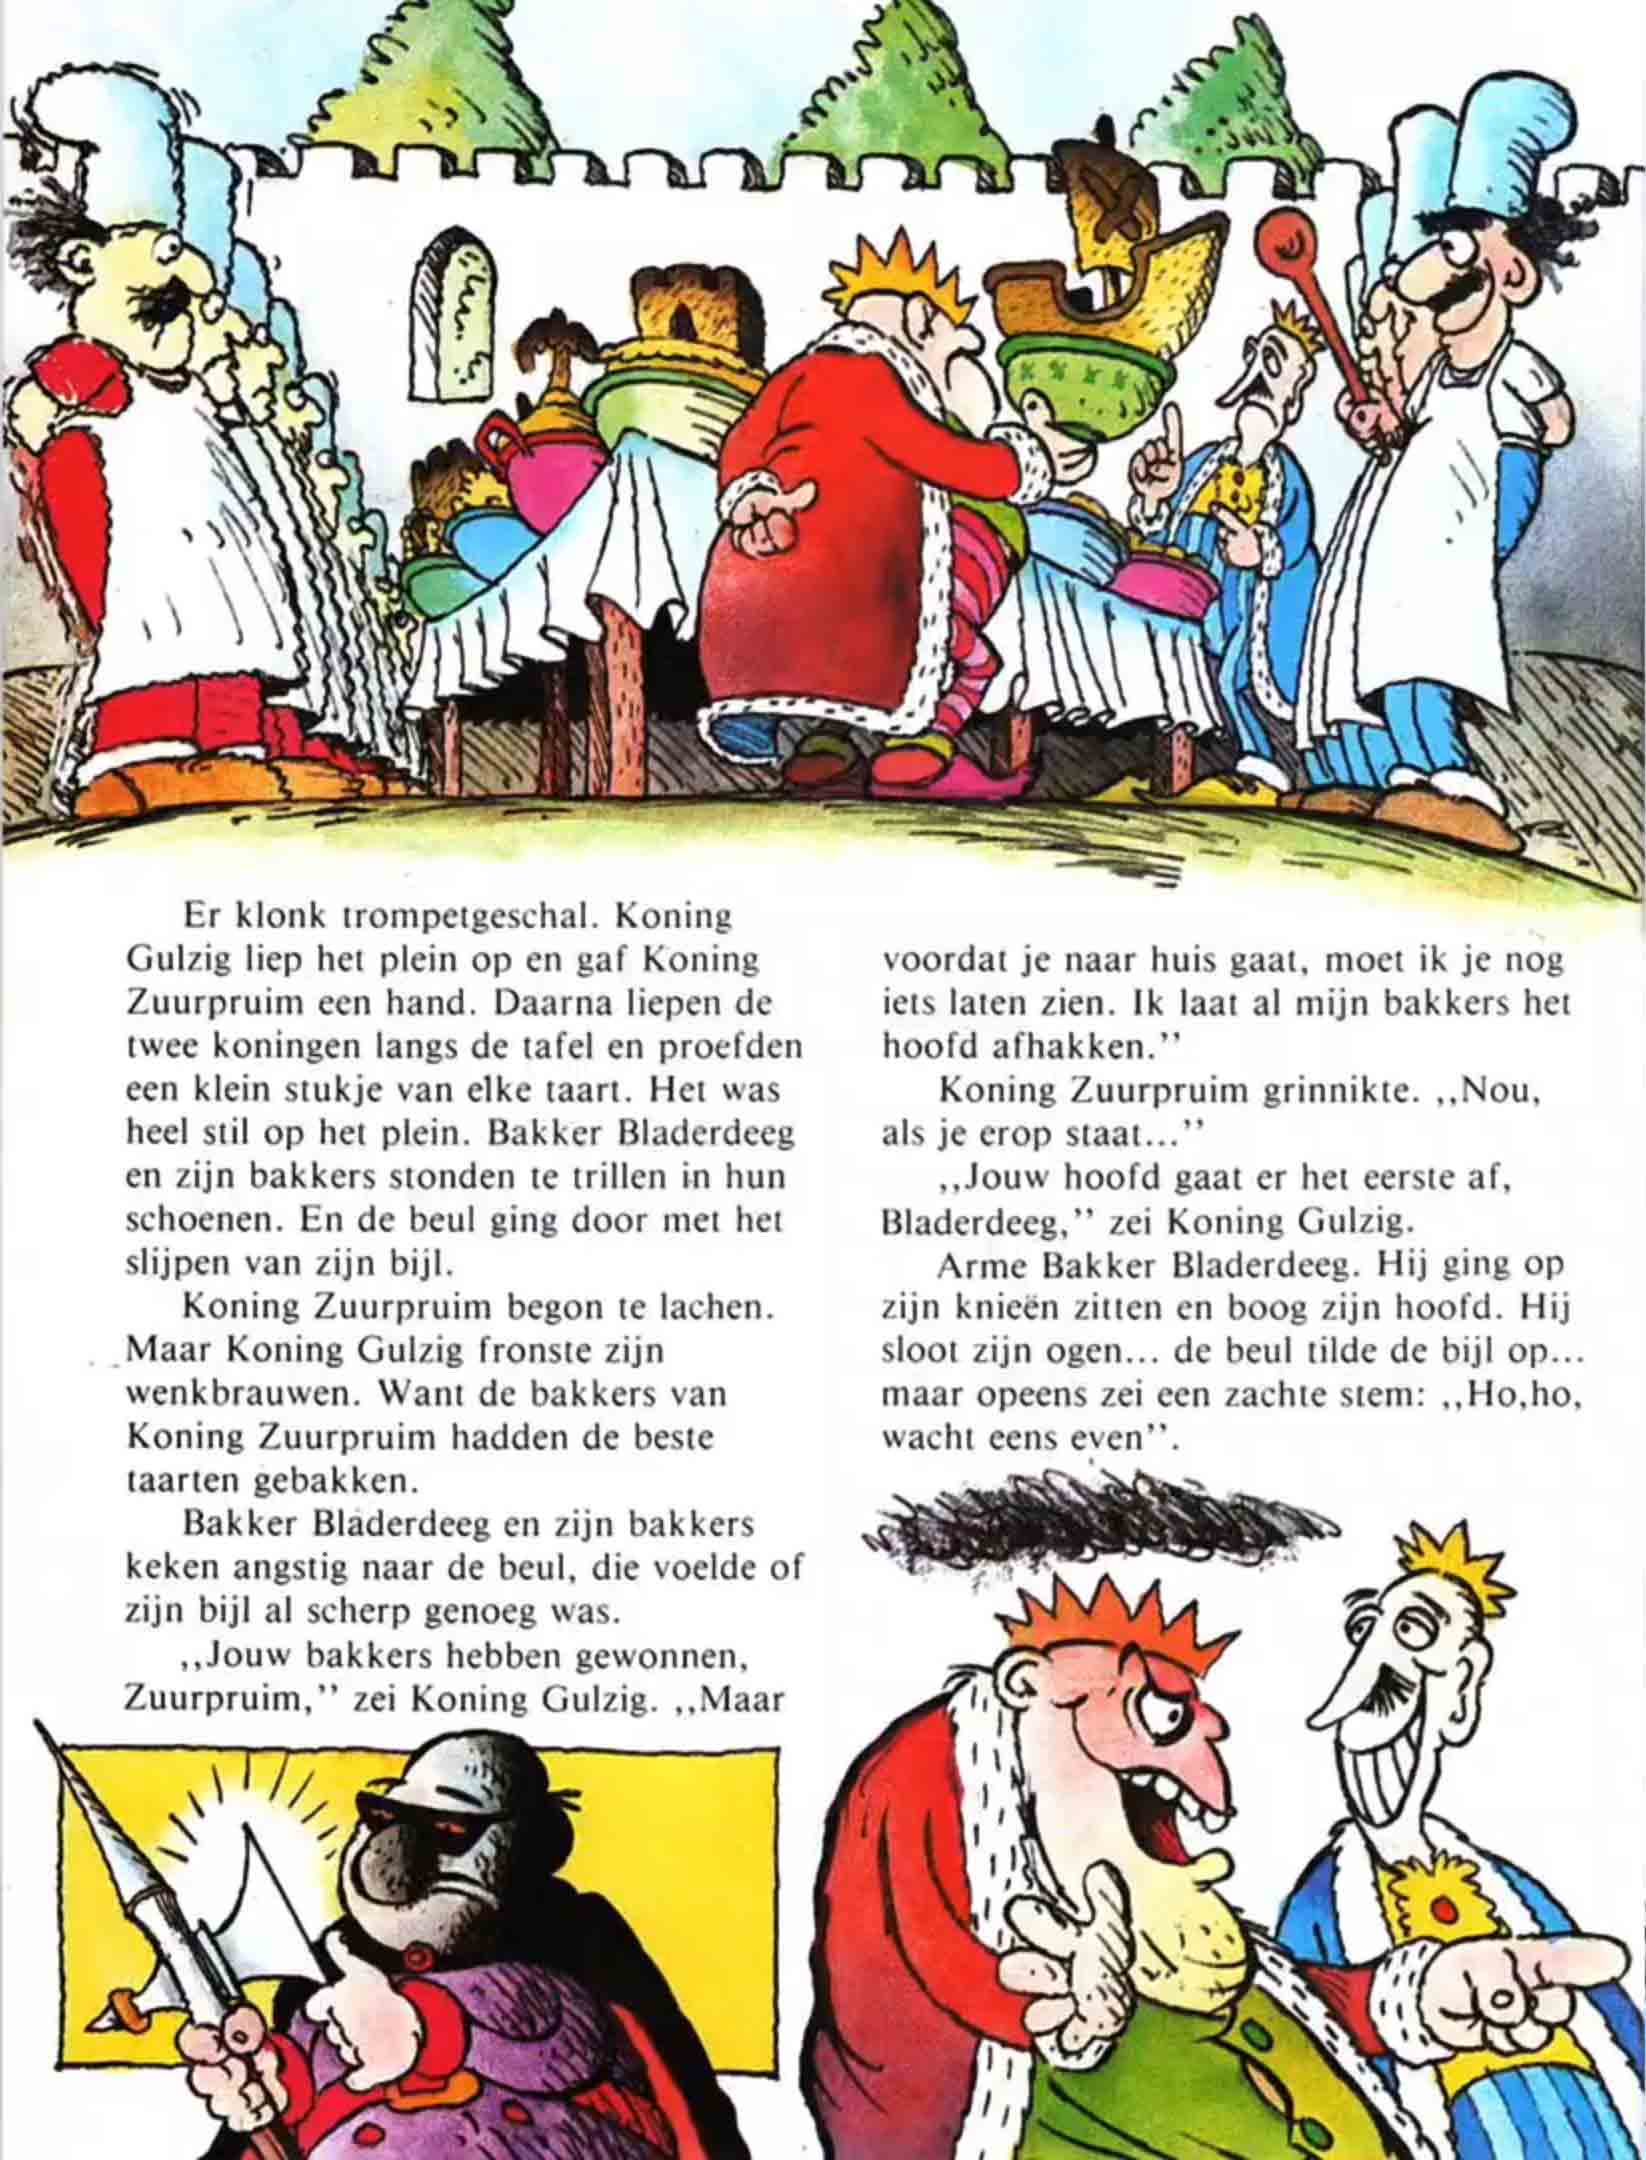 Er klonk trompetgeschal. Koning
Gulzig liep het plein op en gaf Koning
Zuurpruim een hand. Daarna liepen de
twee koningen langs de tafel en proefden
een klein stukje van elke taart. Het was
heel stil op het plein. Bakker Bladerdeeg
en zijn bakkers stonden te trillen in hun
schoenen. En de beul ging door met het
slijpen van zijn bijl.
Koning Zuurpruim begon te lachen.
Maar Koning Gulzig fronste zijn
wenkbrauwen. Want de bakkers van
Koning Zuurpruim hadden de beste
taarten gebakken.
Bakker Bladerdeeg en zijn bakkers
keken angstig naar de beul, die voelde of
zijn bijl al scherp genoeg was.
,,Jouw bakkers hebben gewonnen,
Zuurpruim,'' zei Koning Gulzig. ,,Maar
voordat je naar huis gaat, moet ik je nog
iets laten zien. Ik laat al mijn bakkers het
hoofd afhakken.''
Koning Zuurpruim grinnikte. ,,Nou,
als je erop staat...''
,,Jouw hoofd gaat er het eerste af,
Bladerdeeg,'' zei Koning Gulzig.
Arme Bakker Bladerdeeg. Hij ging op
zijn knieën zitten en boog zijn hoofd. Hij
sloot zijn ogen... de beul tilde de bijl op...
maar opeens zei een zachte stem: ,,Ho,ho,
wacht eens even''.